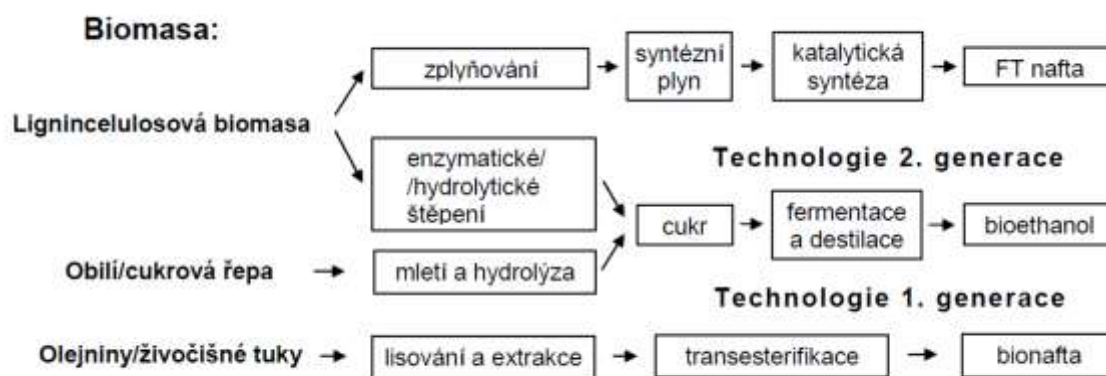 Biomasa:
zplyňování
syntézní
plyn
katalytická
syntéza
FT nafta
Lignincelulosová biomasa
enzymatické/
/hydrolytické
štěpení
Technologie 2. generace
cukr
fermentace
a destilace
bioethanol
Obilí/cukrová řepa
mletí a hydrolýza
Technologie 1. generace
Olejniny/živočišné tuky
lisování a extrakce
transesterifikace
bionafta